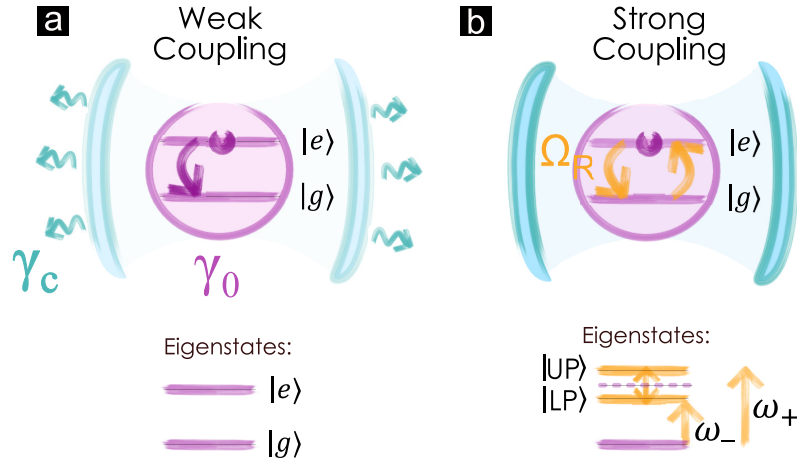 a
Weak
Coupling
|e⟩
|g⟩
γc
γ0
Eigenstates:
|e⟩
|g⟩
b
Strong
Coupling
ΩR
|e⟩
|g⟩
Eigenstates:
|UP⟩
|LP⟩
ω−
ω+